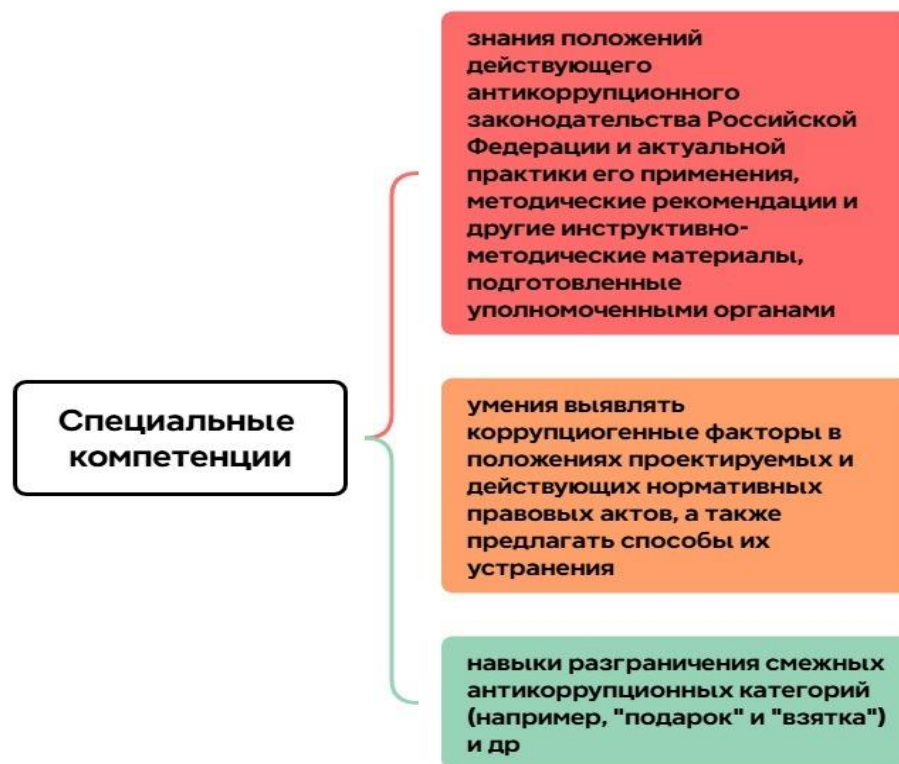 знания положений
действующего
антикоррупционного
законодательства Российской
Федерации и актуальной
практики его применения,
методические рекомендации и
другие инструктивно-
методические материалы,
подготовленные
уполномоченными органами
Специальные
компетенции
умения выявлять
коррупциогенные факторы в
положениях проектируемых и
действующих нормативных
правовых актов, а также
предлагать способы их
устранения
навыки разграничения смежных
антикоррупционных категорий
(например, "подарок" и "взятка")
и др